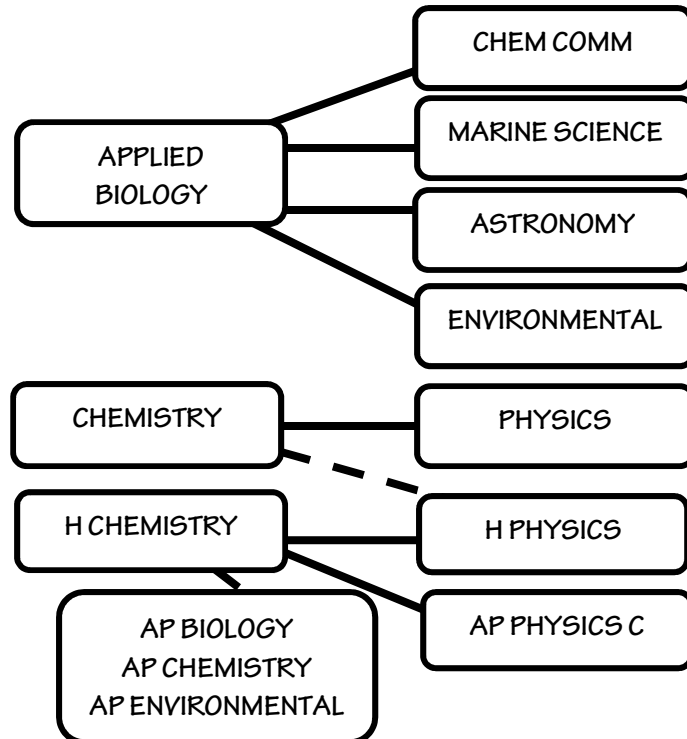 CHEM COMM
APPLIED
BIOLOGY
MARINE SCIENCE
ASTRONOMY
ENVIRONMENTAL
CHEMISTRY
PHYSICS
H CHEMISTRY
H PHYSICS
AP BIOLOGY
AP CHEMISTRY
AP ENVIRONMENTAL
AP PHYSICS C